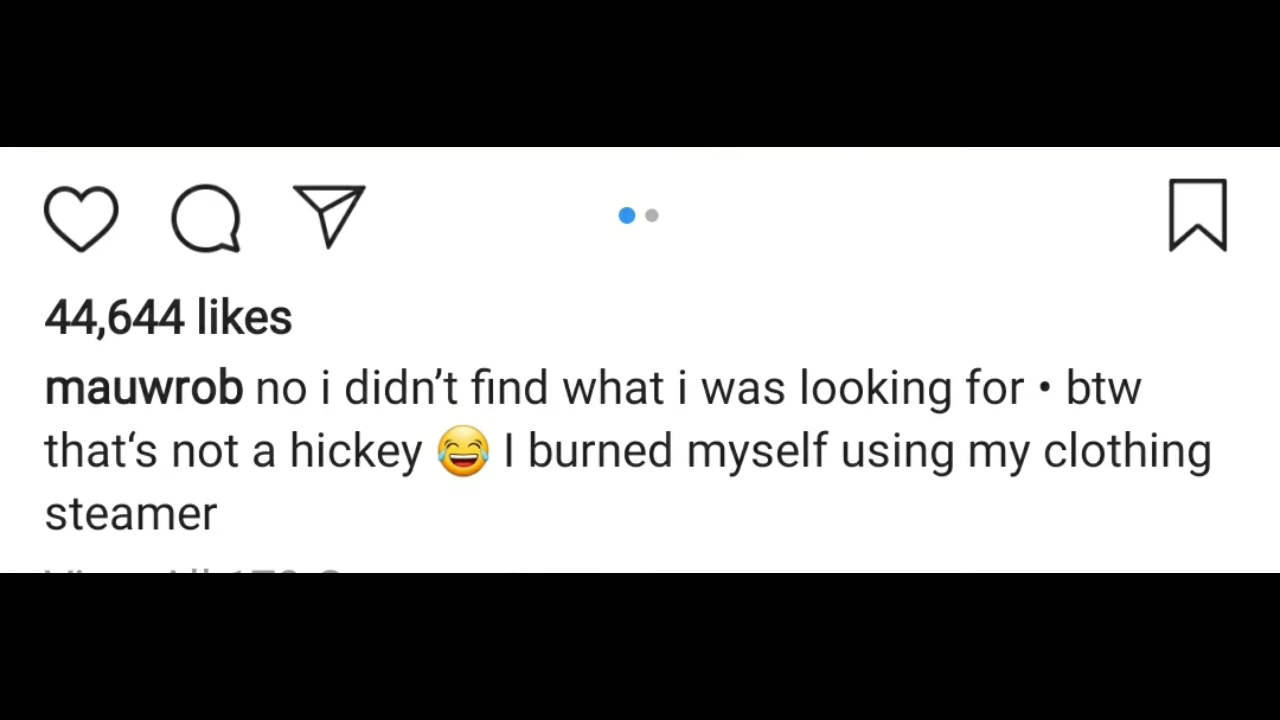 44,644 likes
mauwrob no i didn’t find what i was looking for • btw
that‘s not a hickey 😂 I burned myself using my clothing
steamer